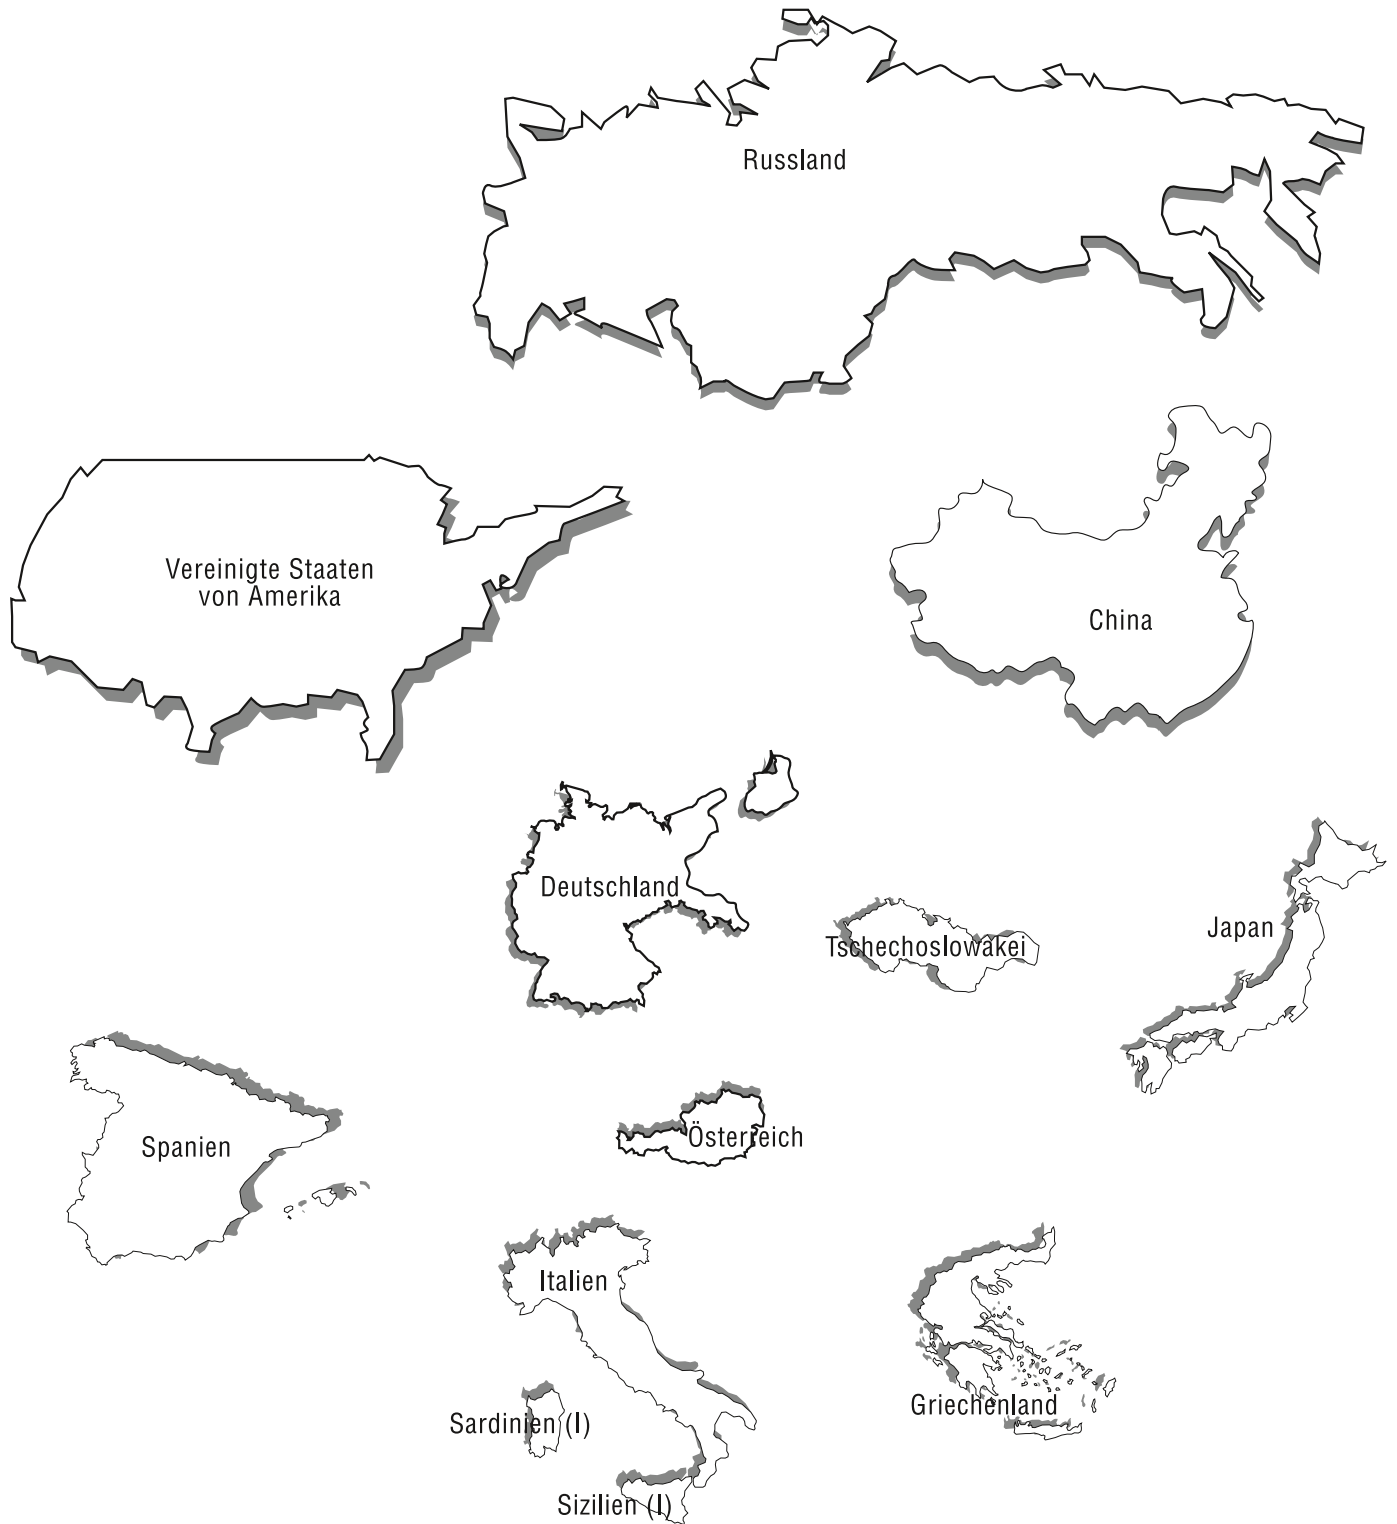 Russland
Vereinigte Staaten
von Amerika
China
Deutschland
Japan
Tschechoslowakei
Spanien
Österreich
Italien
Griechenland
Sardinien (I)
Sizilien (I)